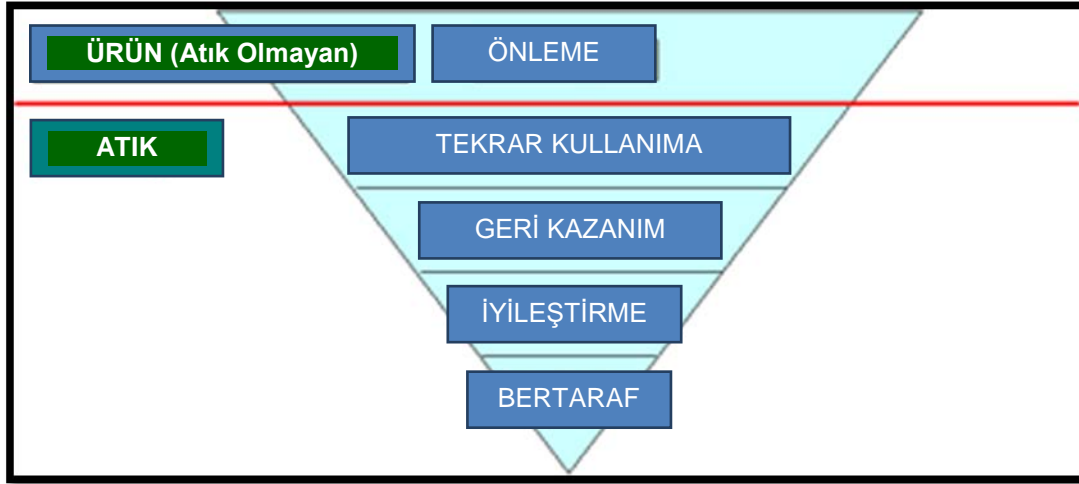 ÜRÜN (Atık Olmayan)
ÖNLEME
ATIK
TEKRAR KULLANIMA
GERİ KAZANIM
İYİLEŞTİRME
BERTARAF